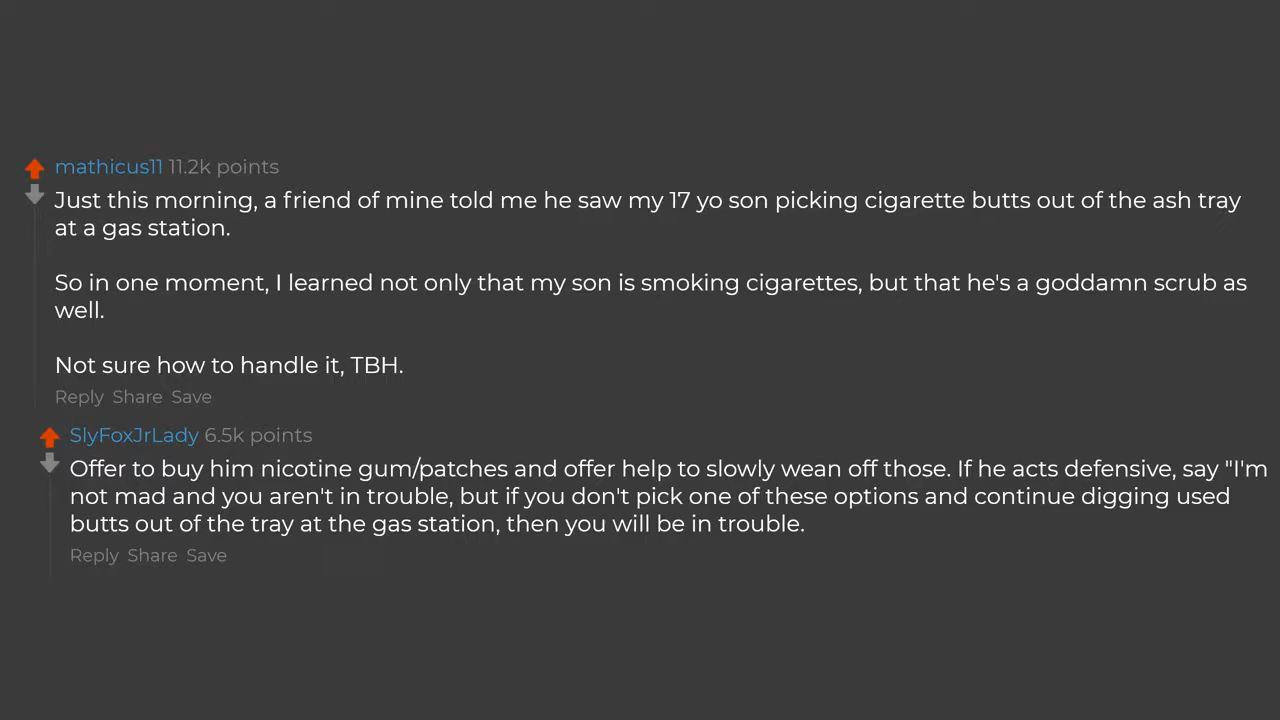 mathicus11 11.2k points
Just this morning, a friend of mine told me he saw my 17 yo son picking cigarette butts out of the ash tray
at a gas station.
So in one moment, I learned not only that my son is smoking cigarettes, but that he's a goddamn scrub as
well.
Not sure how to handle it, TBH.
Reply Share Save
SlyFoxJrLady 6.5k points
Offer to buy him nicotine gum/patches and offer help to slowly wean off those. If he acts defensive, say "I'm
not mad and you aren't in trouble, but if you don't pick one of these options and continue digging used
butts out of the tray at the gas station, then you will be in trouble.
Reply Share Save